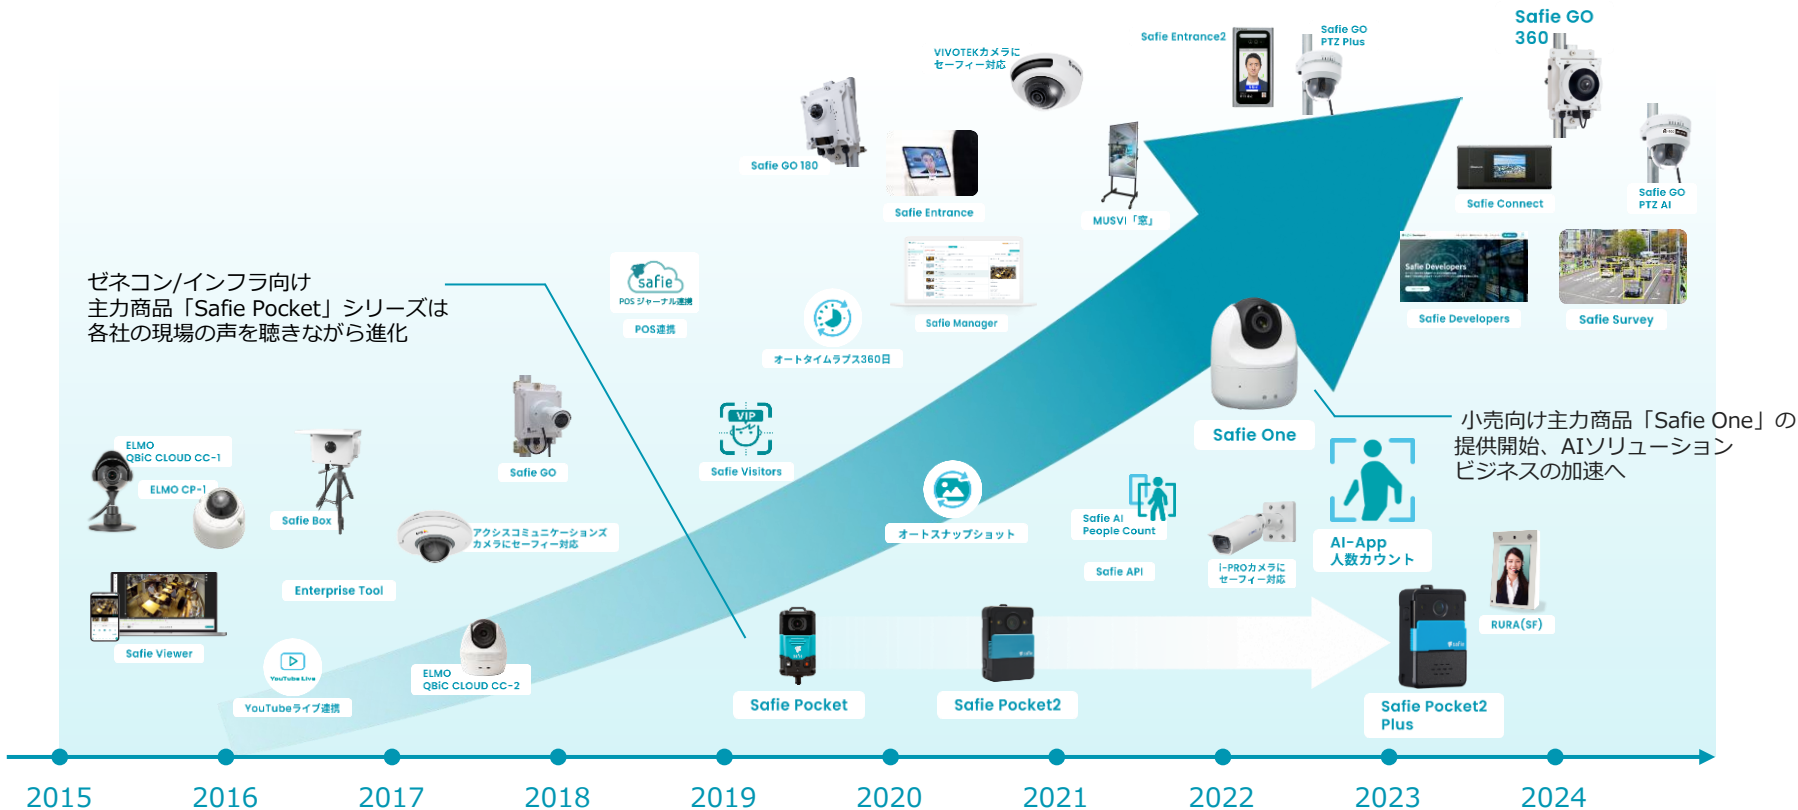 Safie GO
360
Safie GO
PTZ Plus
Safie Entrance2
VIVOTEKカメラに
セーフィー対応
Safie GO 180
Safie Entrance
MUSVI「窓」
Safie Connect
Safie GO
PTZ AI
ゼネコン/インフラ向け
主力商品「Safie Pocket」シリーズは
各社の現場の声を聴きながら進化
safie
POS ジャーナル連携
POS連携
オートタイムラプス360日
Safie Manager
Safie Developers
Safie Developers
Safie Survey
小売向け主力商品「Safie One」の
提供開始、AIソリューション
ビジネスの加速へ
Safie One
ELMO
QBiC CLOUD CC-1
ELMO CP-1
Safie Box
Safie GO
VIP
Safie Visitors
アクシスコミュニケーションズ
カメラにセーフィー対応
オートスナップショット
Safie AI
People Count
Safie API
i-PROカメラに
セーフィー対応
AI-App
人数カウント
RURA(SF)
Enterprise Tool
Safie Viewer
YouTube Live
YouTubeライブ連携
ELMO
QBiC CLOUD CC-2
Safie Pocket
Safie Pocket2
safie
Safie Pocket2
Plus
2015
2016
2017
2018
2019
2020
2021
2022
2023
2024